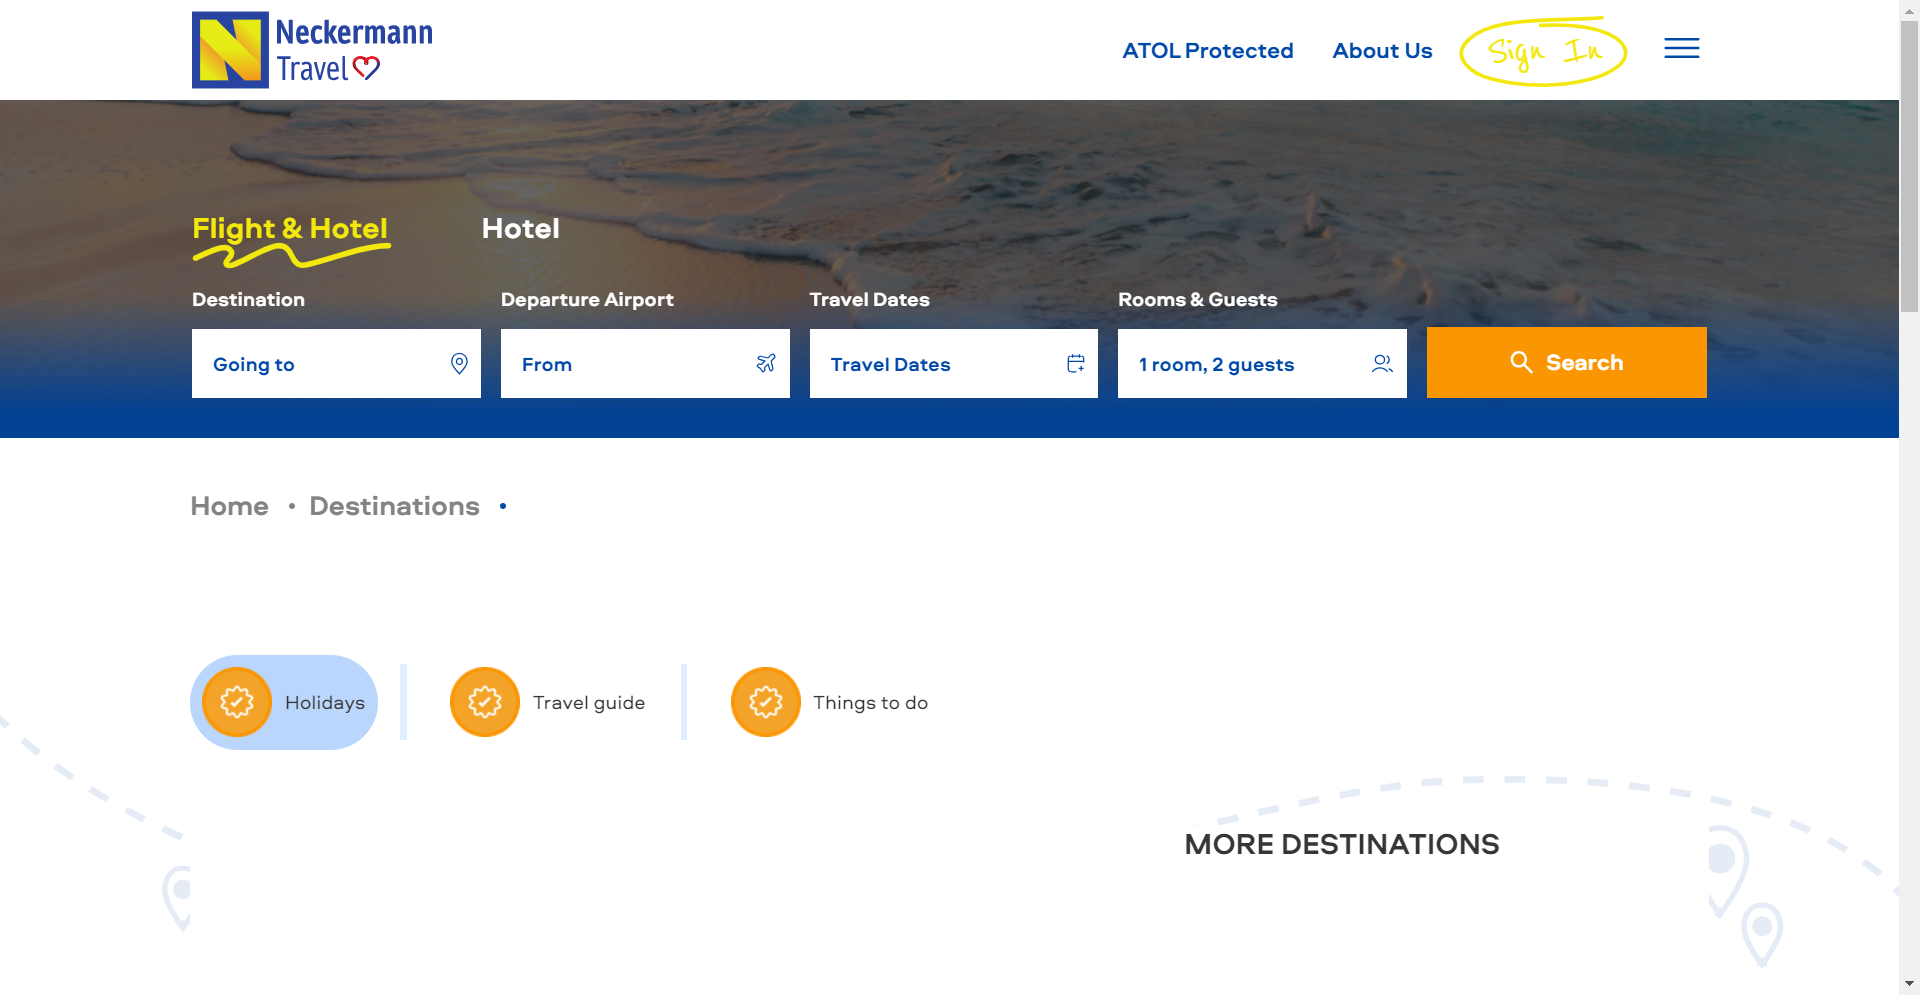 Neckermann
Travel
ATOL Protected
About Us
Sign In
Flight & Hotel
Hotel
Destination
Departure Airport
Travel Dates
Rooms & Guests
Going to
From
Travel Dates
1 room, 2 guests
Search
Home • Destinations •
Holidays
Travel guide
Things to do
MORE DESTINATIONS